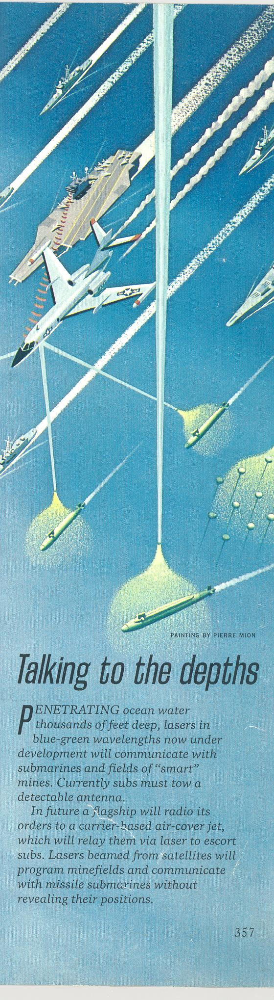 PAINTING BY PIERRE MION
Talking to the depths
PENETRATING ocean water
thousands of feet deep, lasers in
blue-green wavelengths now under
development will communicate with
submarines and fields of “smart”
mines. Currently subs must tow a
detectable antenna.
In future a flagship will radio its
orders to a carrier-based air-cover jet,
which will relay them via laser to escort
subs. Lasers beamed from satellites will
program minefields and communicate
with missile submarines without
revealing their positions.
357